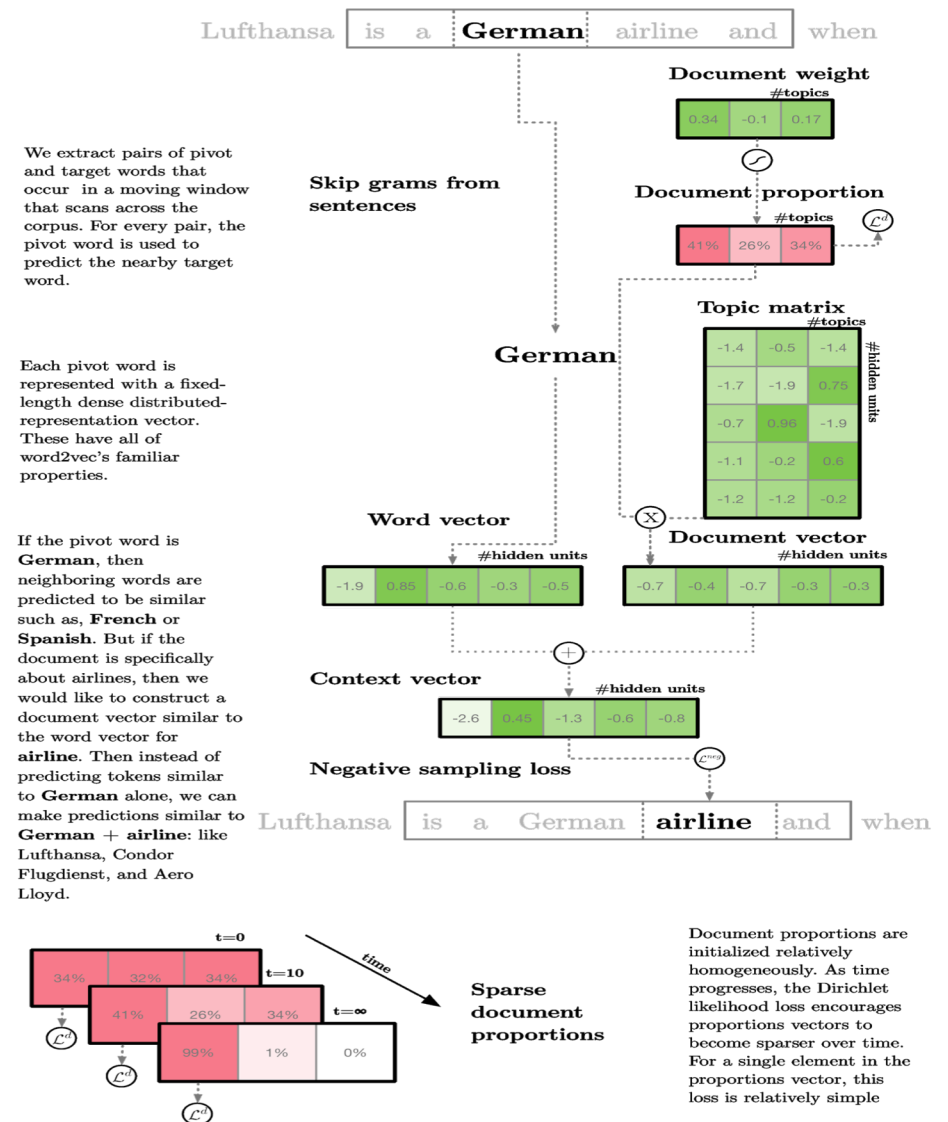 Lufthansa is a German airline and when
Document weight
#topics
0.34 -0.1 0.17
Document proportion
#topics
41% 26% 34%
ℒᵈ
We extract pairs of pivot
and target words that
occur in a moving window
that scans across the
corpus. For every pair, the
pivot word is used to
predict the nearby target
word.
Skip grams from
sentences
Topic matrix
#topics
#hidden
units
-1.4 -0.5 -1.4
-1.7 -1.9 0.75
-0.7 0.96 -1.9
-1.1 -0.2 0.6
-1.2 -1.2 -0.2
German
Each pivot word is
represented with a fixed-
length dense distributed-
representation vector.
These have all of
word2vec's familiar
properties.
X
Word vector
#hidden units
-1.9 0.85 -0.6 -0.3 -0.5
Document vector
#hidden units
-0.7 -0.4 -0.7 -0.3 -0.3
+
If the pivot word is
German, then
neighboring words are
predicted to be similar
such as, French or
Spanish. But if the
document is specifically
about airlines, then we
would like to construct a
document vector similar to
the word vector for
airline. Then instead of
predicting tokens similar
to German alone, we can
make predictions similar to
German + airline: like
Lufthansa, Condor
Flugdienst, and Aero
Lloyd.
Context vector
#hidden units
-2.6 0.45 -1.3 -0.6 -0.8
Negative sampling loss
ℒⁿᵉᵍ
Lufthansa is a German airline and when
t=0
34% 32% 34%
t=10
41% 26% 34%
t=∞
99% 1% 0%
ℒᵈ
ℒᵈ
ℒᵈ
time
Sparse
document
proportions
Document proportions are
initialized relatively
homogeneously. As time
progresses, the Dirichlet
likelihood loss encourages
proportions vectors to
become sparser over time.
For a single element in the
proportions vector, this
loss is relatively simple